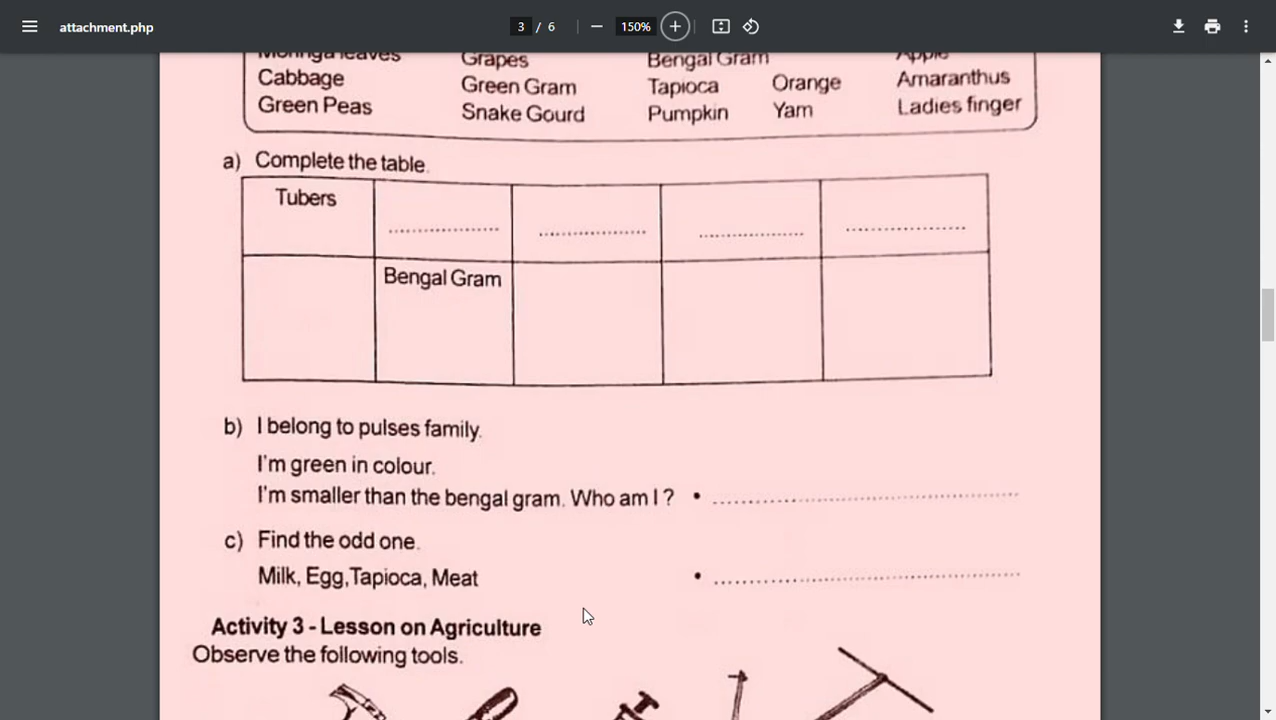 attachment.php
3 / 6
150%
Moringa leaves Grapes Bengal Gram Apple
Cabbage Green Gram Tapioca Orange Amaranthus
Green Peas Snake Gourd Pumpkin Yam Ladies finger
a) Complete the table.
Tubers .................... .................... .................... ....................
Bengal Gram
b) I belong to pulses family.
I'm green in colour.
I'm smaller than the bengal gram. Who am I ? • ....................
c) Find the odd one.
Milk, Egg,Tapioca, Meat • ....................
Activity 3 - Lesson on Agriculture
Observe the following tools.